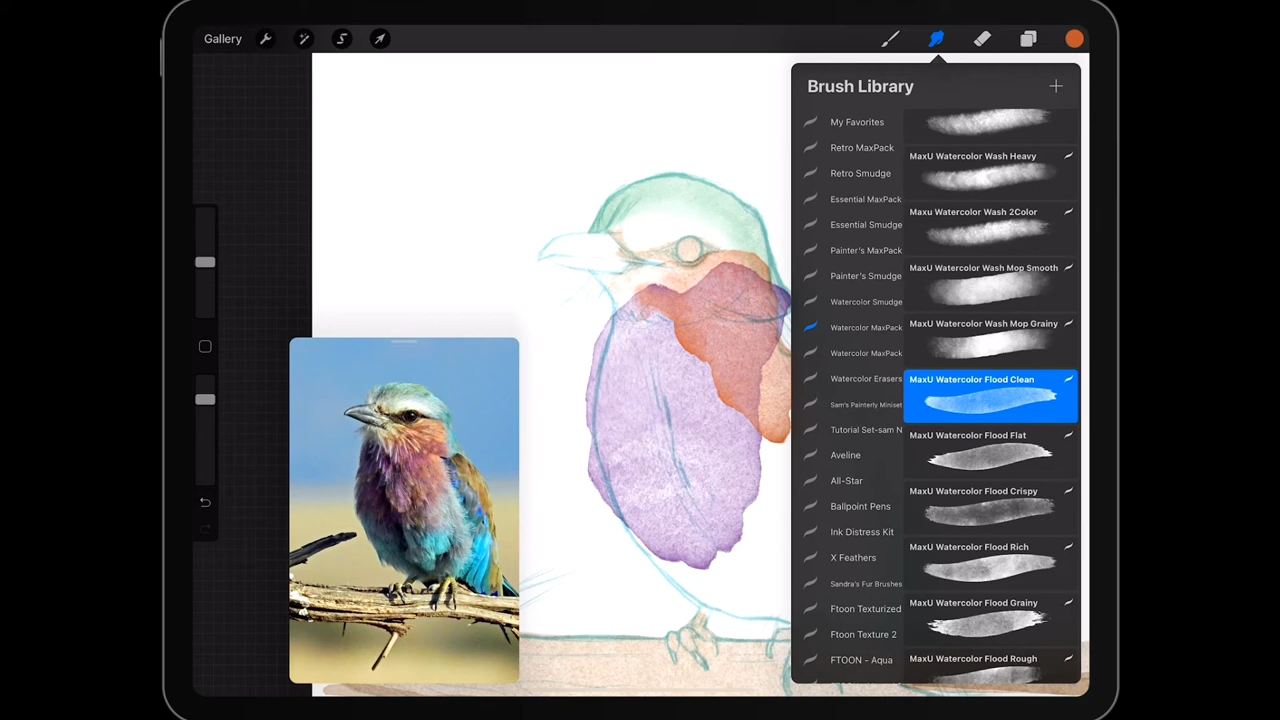 Gallery
Brush Library
My Favorites
Retro MaxPack
Retro Smudge
Essential MaxPack
Essential Smudge
Painter's MaxPack
Painter's Smudge
Watercolor Smudge
Watercolor MaxPack
Watercolor MaxPack
Watercolor Erasers
Sam's Painterly Miniset
Tutorial Set-sam N
Aveline
All-Star
Ballpoint Pens
Ink Distress Kit
X Feathers
Sandra's Fur Brushes
Ftoon Texturized
Ftoon Texture 2
FTOON - Aqua
MaxU Watercolor Wash Heavy
Maxu Watercolor Wash 2Color
MaxU Watercolor Wash Mop Smooth
MaxU Watercolor Wash Mop Grainy
MaxU Watercolor Flood Clean
MaxU Watercolor Flood Flat
MaxU Watercolor Flood Crispy
MaxU Watercolor Flood Rich
MaxU Watercolor Flood Grainy
MaxU Watercolor Flood Rough